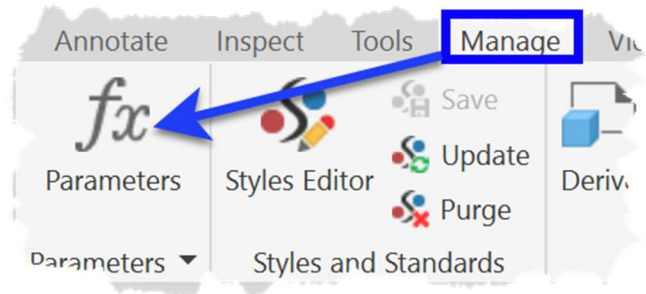 Annotate Inspect Tools Manage
fx
Save
Update
Parameters Styles Editor
Purge
Parameters Styles and Standards